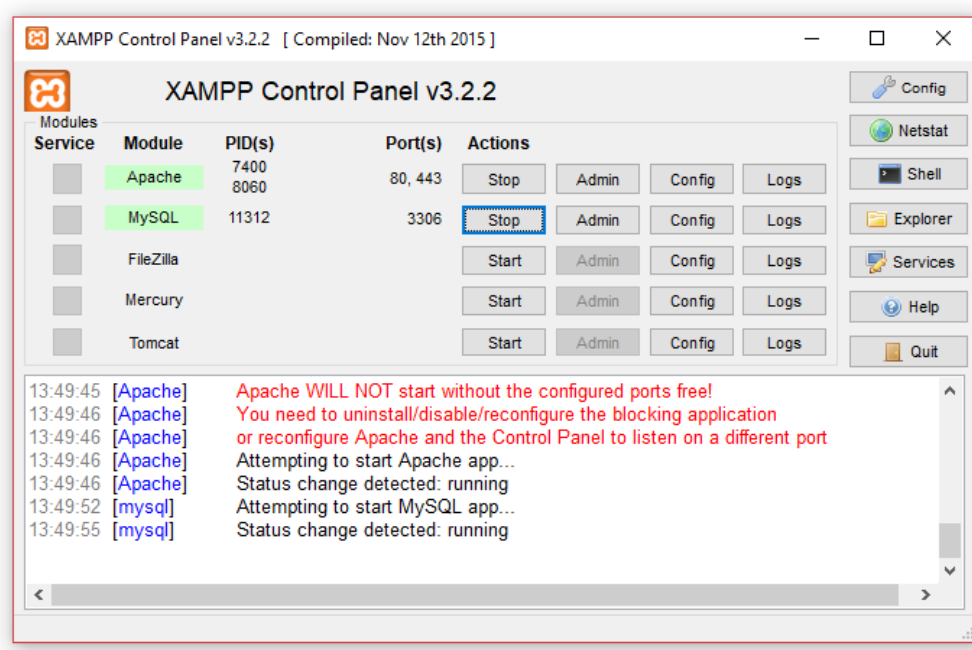 XAMPP Control Panel v3.2.2 [ Compiled: Nov 12th 2015 ]
XAMPP Control Panel v3.2.2
Config
Netstat
Shell
Explorer
Services
Help
Quit
Modules
Service Module PID(s) Port(s) Actions
Apache 7400 8060 80, 443 Stop Admin Config Logs
MySQL 11312 3306 Stop Admin Config Logs
FileZilla Start Admin Config Logs
Mercury Start Admin Config Logs
Tomcat Start Admin Config Logs
13:49:45 [Apache] Apache WILL NOT start without the configured ports free!
13:49:46 [Apache] You need to uninstall/disable/reconfigure the blocking application
13:49:46 [Apache] or reconfigure Apache and the Control Panel to listen on a different port
13:49:46 [Apache] Attempting to start Apache app...
13:49:46 [Apache] Status change detected: running
13:49:52 [mysql] Attempting to start MySQL app...
13:49:55 [mysql] Status change detected: running